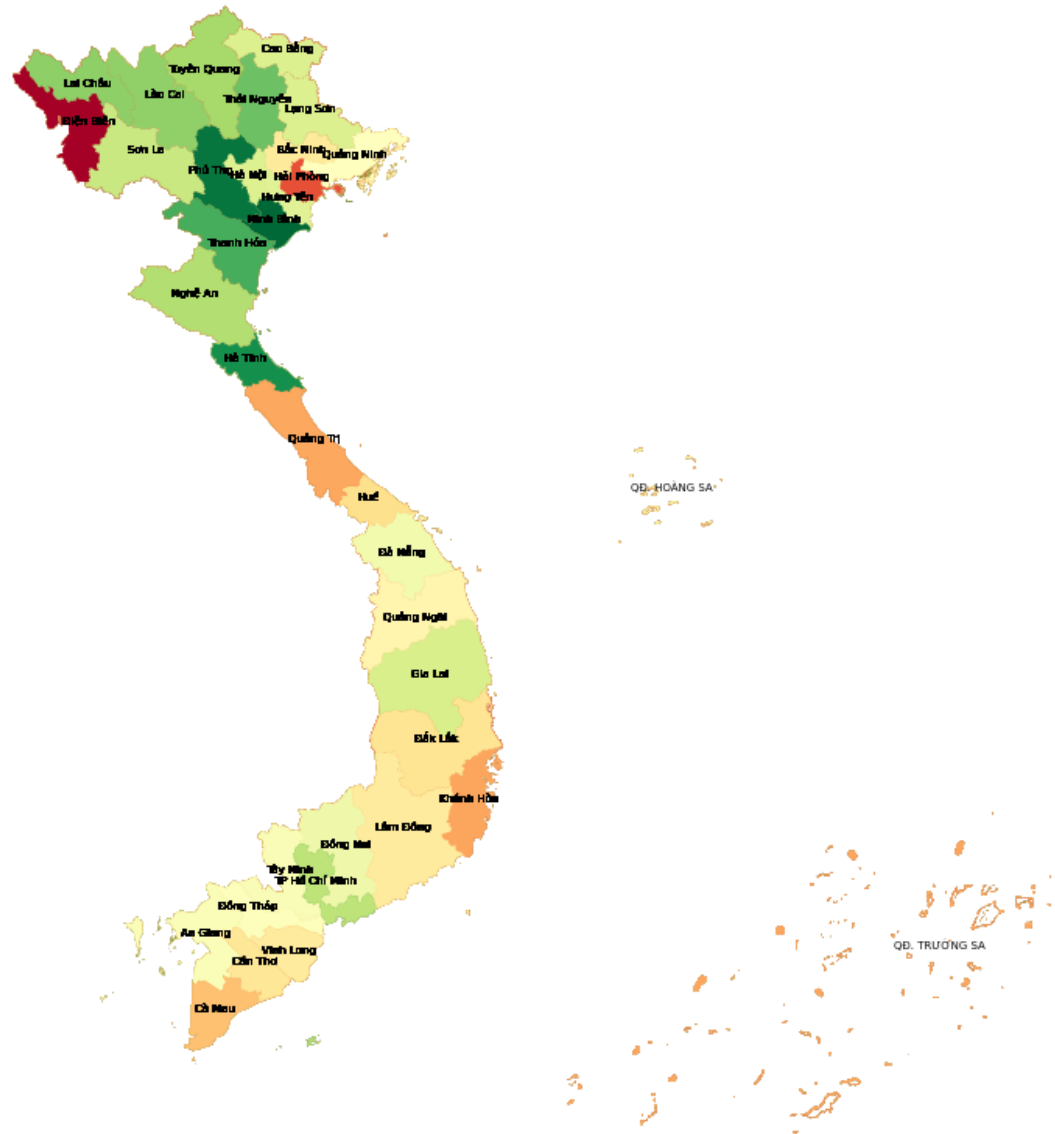 Cao Bằng
Tuyên Quang
Lai Châu
Lào Cai
Thái Nguyên
Lạng Sơn
Điện Biên
Sơn La
Bắc Ninh
Quảng Ninh
Phú Thọ
Hà Nội
Hải Phòng
Hưng Yên
Ninh Bình
Thanh Hóa
Nghệ An
Hà Tĩnh
Quảng Trị
Huế
QĐ. HOÀNG SA
Đà Nẵng
Quảng Ngãi
Gia Lai
Đắk Lắk
Khánh Hòa
Lâm Đồng
Đồng Nai
Tây Ninh
TP Hồ Chí Minh
Đồng Tháp
An Giang
Vĩnh Long
Cần Thơ
QĐ. TRƯỜNG SA
Cà Mau